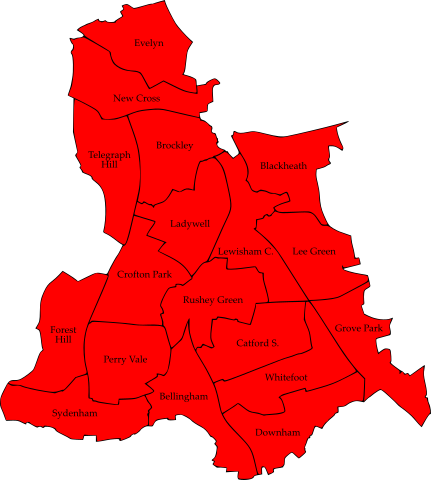 Evelyn
New Cross
Telegraph
Hill
Brockley
Blackheath
Ladywell
Lewisham C.
Lee Green
Crofton Park
Rushey Green
Forest
Hill
Perry Vale
Catford S.
Grove Park
Whitefoot
Bellingham
Sydenham
Downham